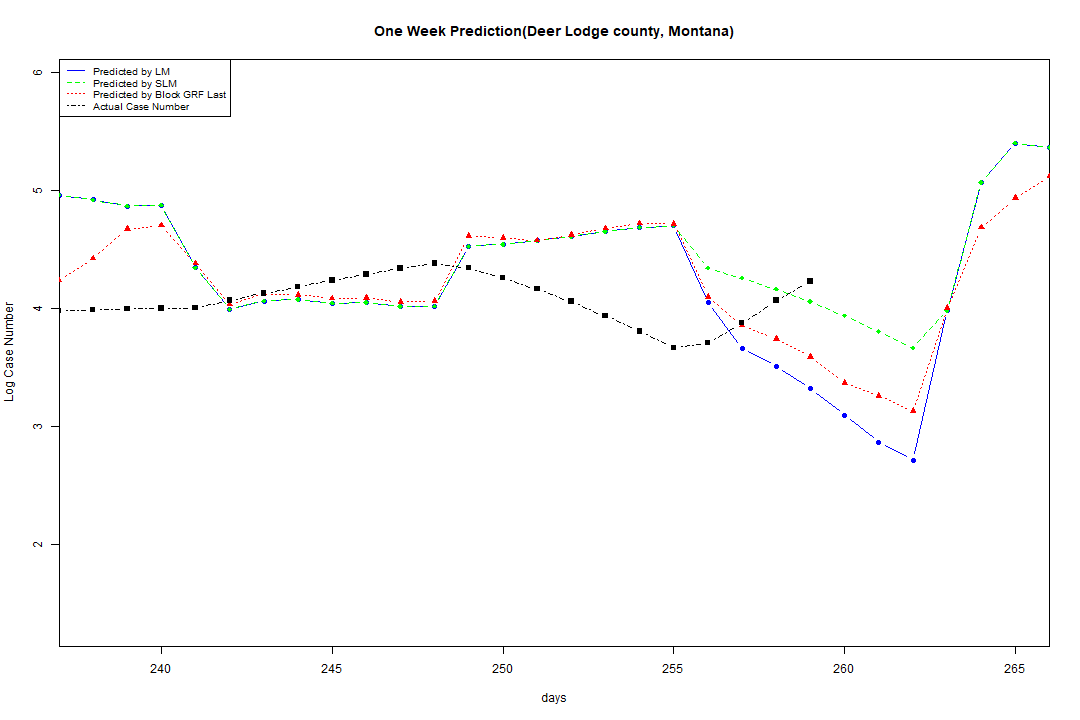 One Week Prediction(Deer Lodge county, Montana)
Predicted by LM
Predicted by SLM
Predicted by Block GRF Last
Actual Case Number
6
5
4
3
2
Log Case Number
240 245 250 255 260 265
days